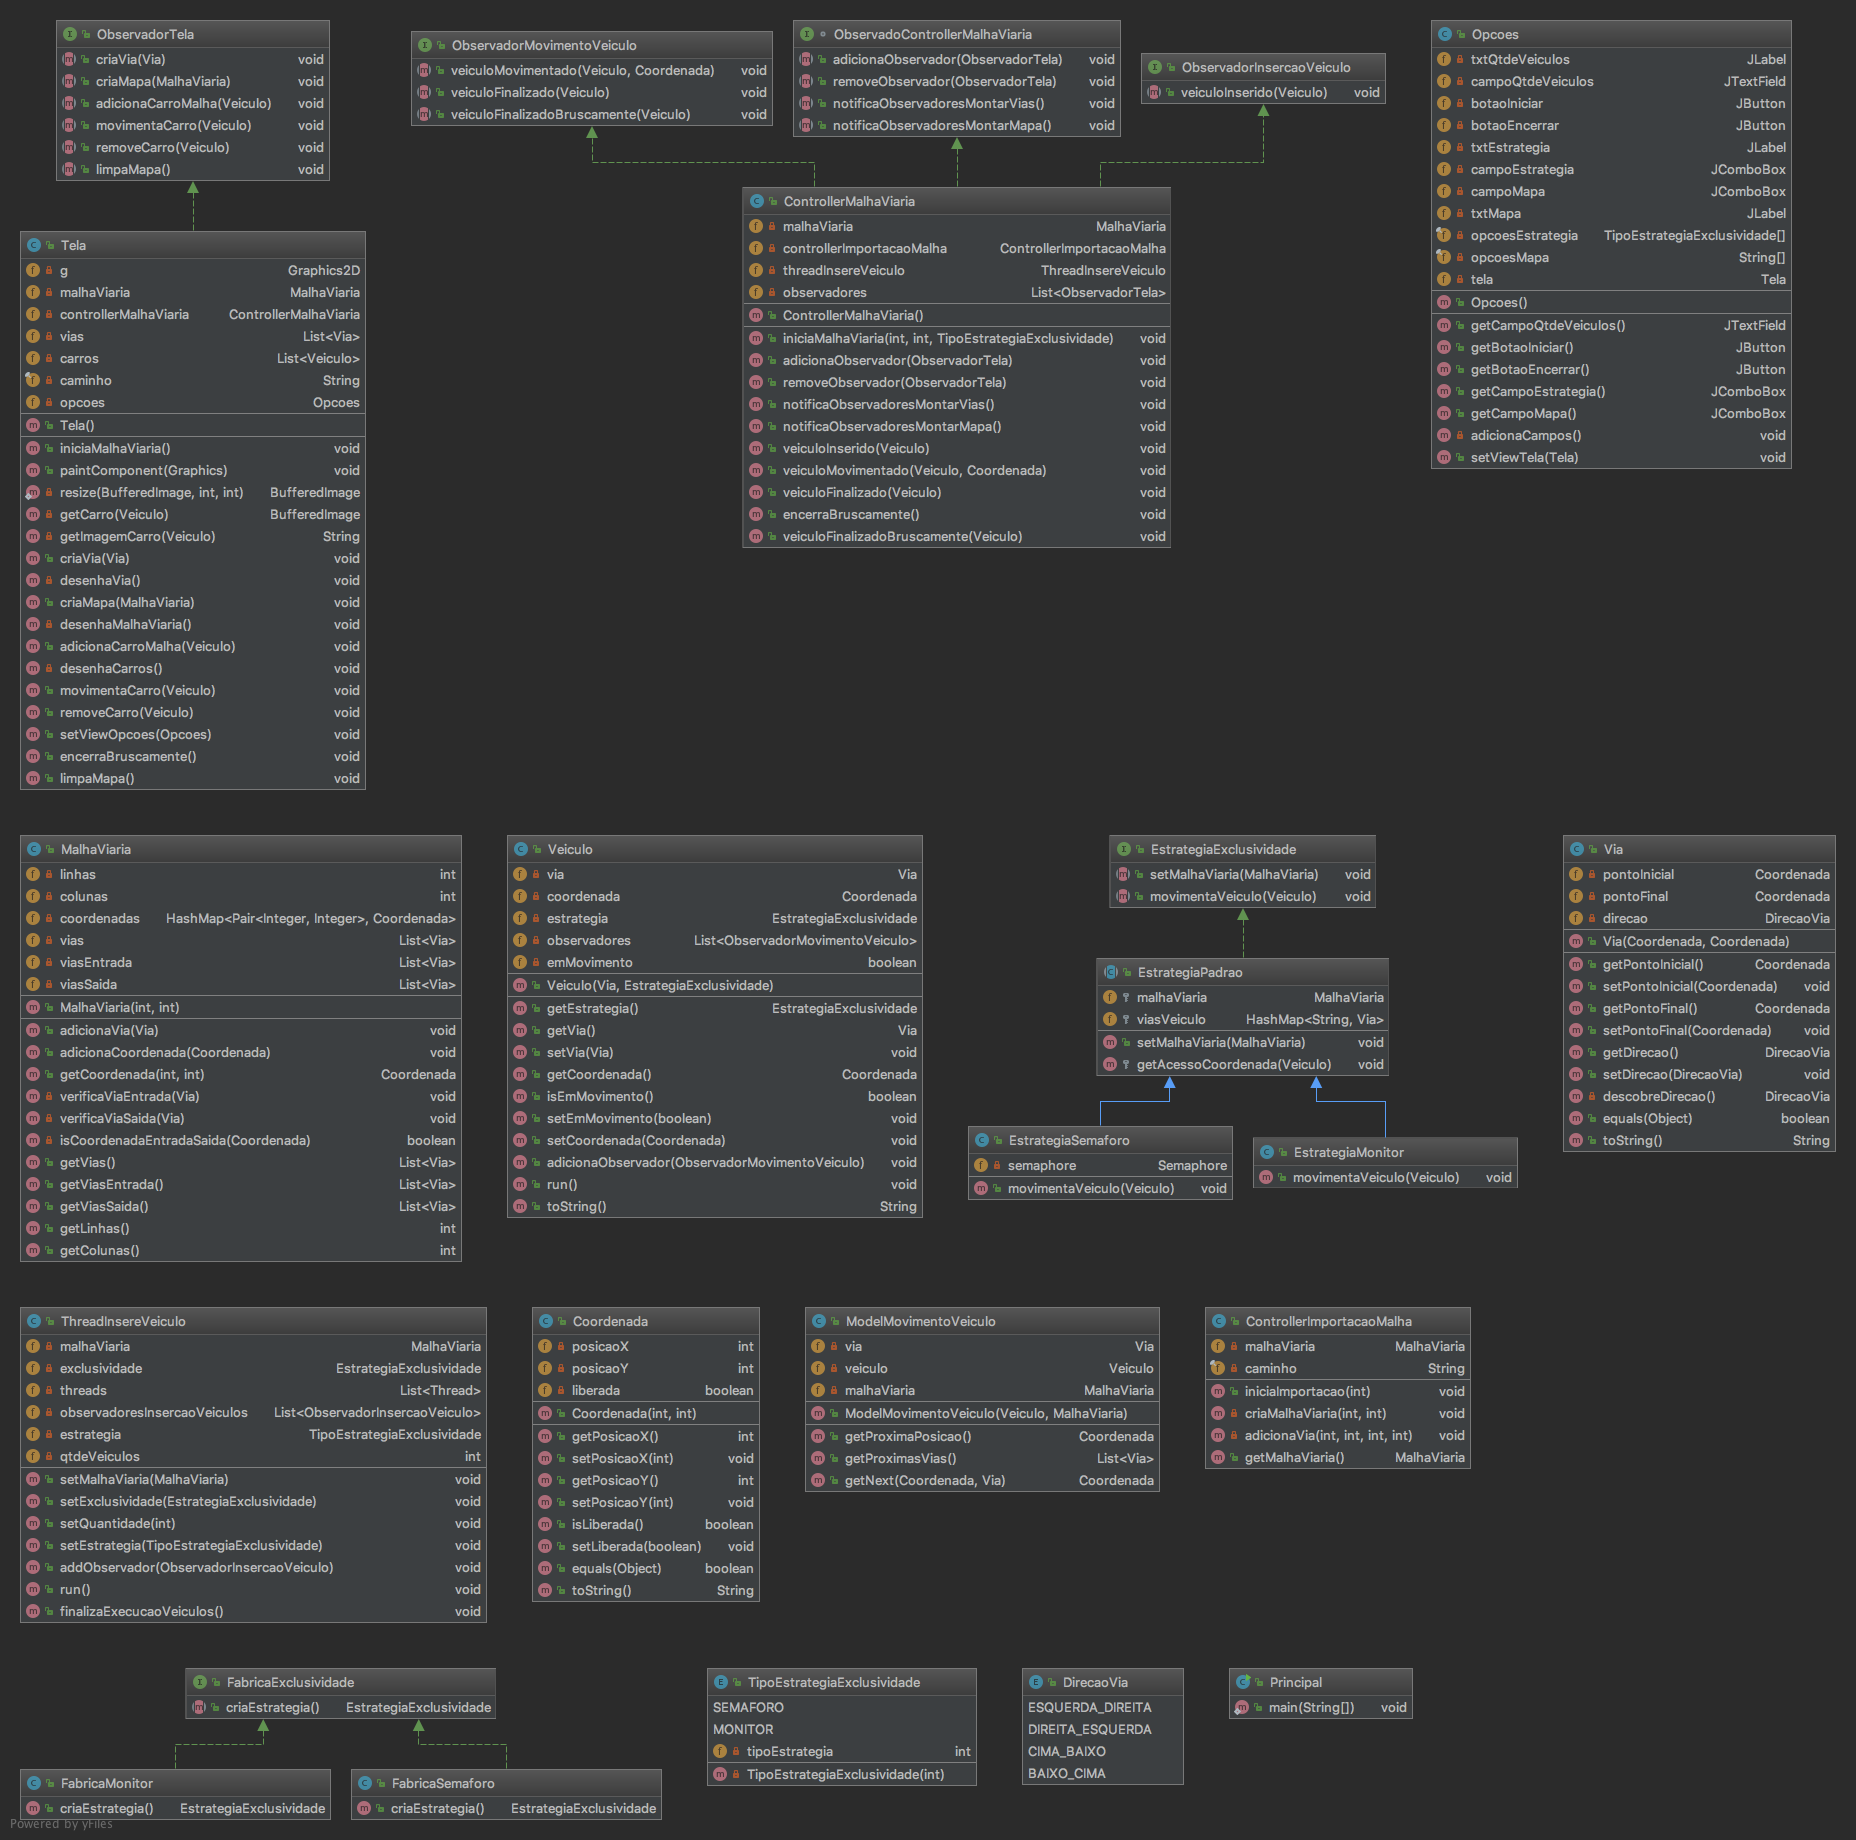 ObservadorTela
criaVia(Via) void
criaMapa(MalhaViaria) void
adicionaCarroMalha(Veiculo) void
movimentaCarro(Veiculo) void
removeCarro(Veiculo) void
limpaMapa() void
ObservadorMovimentoVeiculo
veiculoMovimentado(Veiculo, Coordenada) void
veiculoFinalizado(Veiculo) void
veiculoFinalizadoBruscamente(Veiculo) void
ObservadoControllerMalhaViaria
adicionaObservador(ObservadorTela) void
removeObservador(ObservadorTela) void
notificaObservadoresMontarVias() void
notificaObservadoresMontarMapa() void
ObservadorInsercaoVeiculo
veiculoInserido(Veiculo) void
Opcoes
txtQtdeVeiculos JLabel
campoQtdeVeiculos JTextField
botaoIniciar JButton
botaoEncerrar JButton
txtEstrategia JLabel
campoEstrategia JComboBox
campoMapa JComboBox
txtMapa JLabel
opcoesEstrategia TipoEstrategiaExclusividade[]
opcoesMapa String[]
tela Tela
Opcoes()
getCampoQtdeVeiculos() JTextField
getBotaoIniciar() JButton
getBotaoEncerrar() JButton
getCampoEstrategia() JComboBox
getCampoMapa() JComboBox
adicionaCampos() void
setViewTela(Tela) void
Tela
g Graphics2D
malhaViaria MalhaViaria
controllerMalhaViaria ControllerMalhaViaria
vias List<Via>
carros List<Veiculo>
caminho String
opcoes Opcoes
Tela()
iniciaMalhaViaria() void
paintComponent(Graphics) void
resize(BufferedImage, int, int) BufferedImage
getCarro(Veiculo) BufferedImage
getImagemCarro(Veiculo) String
criaVia(Via) void
desenhaVia() void
criaMapa(MalhaViaria) void
desenhaMalhaViaria() void
adicionaCarroMalha(Veiculo) void
desenhaCarros() void
movimentaCarro(Veiculo) void
removeCarro(Veiculo) void
setViewOpcoes(Opcoes) void
encerraBruscamente() void
limpaMapa() void
ControllerMalhaViaria
malhaViaria MalhaViaria
controllerImportacaoMalha ControllerImportacaoMalha
threadInsereVeiculo ThreadInsereVeiculo
observadores List<ObservadorTela>
ControllerMalhaViaria()
iniciaMalhaViaria(int, int, TipoEstrategiaExclusividade) void
adicionaObservador(ObservadorTela) void
removeObservador(ObservadorTela) void
notificaObservadoresMontarVias() void
notificaObservadoresMontarMapa() void
veiculoInserido(Veiculo) void
veiculoMovimentado(Veiculo, Coordenada) void
veiculoFinalizado(Veiculo) void
encerraBruscamente() void
veiculoFinalizadoBruscamente(Veiculo) void
MalhaViaria
linhas int
colunas int
coordenadas HashMap<Pair<Integer, Integer>, Coordenada>
vias List<Via>
viasEntrada List<Via>
viasSaida List<Via>
MalhaViaria(int, int)
adicionaVia(Via) void
adicionaCoordenada(Coordenada) void
getCoordenada(int, int) Coordenada
verificaViaEntrada(Via) void
verificaViaSaida(Via) void
isCoordenadaEntradaSaida(Coordenada) boolean
getVias() List<Via>
getViasEntrada() List<Via>
getViasSaida() List<Via>
getLinhas() int
getColunas() int
Veiculo
via Via
coordenada Coordenada
estrategia EstrategiaExclusividade
observadores List<ObservadorMovimentoVeiculo>
emMovimento boolean
Veiculo(Via, EstrategiaExclusividade)
getEstrategia() EstrategiaExclusividade
getVia() Via
setVia(Via) void
getCoordenada() Coordenada
isEmMovimento() boolean
setEmMovimento(boolean) void
setCoordenada(Coordenada) void
adicionaObservador(ObservadorMovimentoVeiculo) void
run() void
toString() String
EstrategiaExclusividade
setMalhaViaria(MalhaViaria) void
movimentaVeiculo(Veiculo) void
EstrategiaPadrao
malhaViaria MalhaViaria
viasVeiculo HashMap<String, Via>
setMalhaViaria(MalhaViaria) void
getAcessoCoordenada(Veiculo) void
EstrategiaSemaforo
semaphore Semaphore
movimentaVeiculo(Veiculo) void
EstrategiaMonitor
movimentaVeiculo(Veiculo) void
Via
pontoInicial Coordenada
pontoFinal Coordenada
direcao DirecaoVia
Via(Coordenada, Coordenada)
getPontoInicial() Coordenada
setPontoInicial(Coordenada) void
getPontoFinal() Coordenada
setPontoFinal(Coordenada) void
getDirecao() DirecaoVia
setDirecao(DirecaoVia) void
descobreDirecao() DirecaoVia
equals(Object) boolean
toString() String
ThreadInsereVeiculo
malhaViaria MalhaViaria
exclusividade EstrategiaExclusividade
threads List<Thread>
observadoresInsercaoVeiculos List<ObservadorInsercaoVeiculo>
estrategia TipoEstrategiaExclusividade
qtdeVeiculos int
setMalhaViaria(MalhaViaria) void
setExclusividade(EstrategiaExclusividade) void
setQuantidade(int) void
setEstrategia(TipoEstrategiaExclusividade) void
addObservador(ObservadorInsercaoVeiculo) void
run() void
finalizaExecucaoVeiculos() void
Coordenada
posicaoX int
posicaoY int
liberada boolean
Coordenada(int, int)
getPosicaoX() int
setPosicaoX(int) void
getPosicaoY() int
setPosicaoY(int) void
isLiberada() boolean
setLiberada(boolean) void
equals(Object) boolean
toString() String
ModelMovimentoVeiculo
via Via
veiculo Veiculo
malhaViaria MalhaViaria
ModelMovimentoVeiculo(Veiculo, MalhaViaria)
getProximaPosicao() Coordenada
getProximasVias() List<Via>
getNext(Coordenada, Via) Coordenada
ControllerImportacaoMalha
malhaViaria MalhaViaria
caminho String
iniciaImportacao(int) void
criaMalhaViaria(int, int) void
adicionaVia(int, int, int, int) void
getMalhaViaria() MalhaViaria
FabricaExclusividade
criaEstrategia() EstrategiaExclusividade
FabricaMonitor
criaEstrategia() EstrategiaExclusividade
FabricaSemaforo
criaEstrategia() EstrategiaExclusividade
TipoEstrategiaExclusividade
SEMAFORO
MONITOR
tipoEstrategia int
TipoEstrategiaExclusividade(int)
DirecaoVia
ESQUERDA_DIREITA
DIREITA_ESQUERDA
CIMA_BAIXO
BAIXO_CIMA
Principal
main(String[]) void
Powered by yFiles